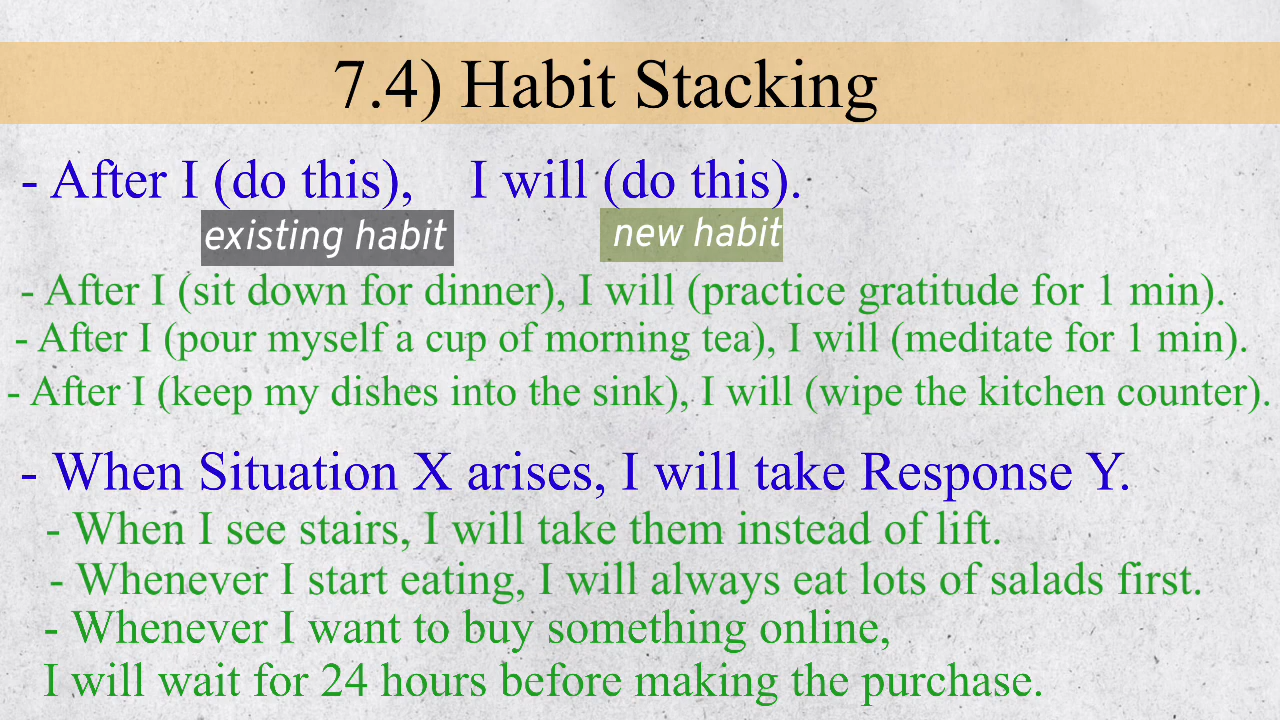 7.4) Habit Stacking
- After I (do this), I will (do this).
existing habit new habit
- After I (sit down for dinner), I will (practice gratitude for 1 min).
- After I (pour myself a cup of morning tea), I will (meditate for 1 min).
- After I (keep my dishes into the sink), I will (wipe the kitchen counter).
- When Situation X arises, I will take Response Y.
- When I see stairs, I will take them instead of lift.
- Whenever I start eating, I will always eat lots of salads first.
- Whenever I want to buy something online,
I will wait for 24 hours before making the purchase.